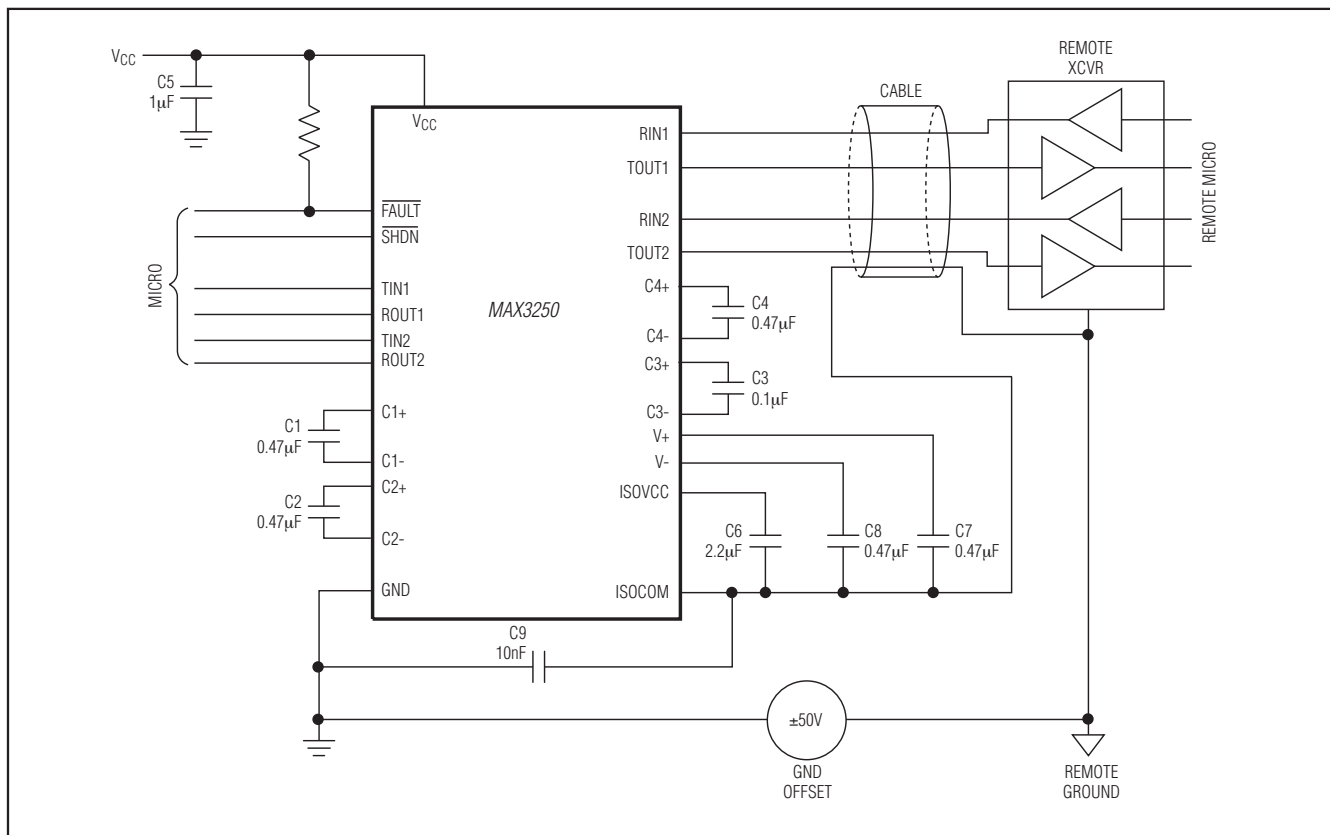 VCC
C5
1µF
VCC
FAULT
SHDN
TIN1
ROUT1
TIN2
ROUT2
MICRO
C1+
C1
0.47µF
C1-
C2+
C2
0.47µF
C2-
GND
MAX3250
RIN1
TOUT1
RIN2
TOUT2
C4+
C4
0.47µF
C4-
C3+
C3
0.1µF
C3-
V+
V-
ISOVCC
C6
2.2µF
C8
0.47µF
C7
0.47µF
ISOCOM
CABLE
REMOTE
XCVR
REMOTE MICRO
C9
10nF
±50V
GND
OFFSET
REMOTE
GROUND